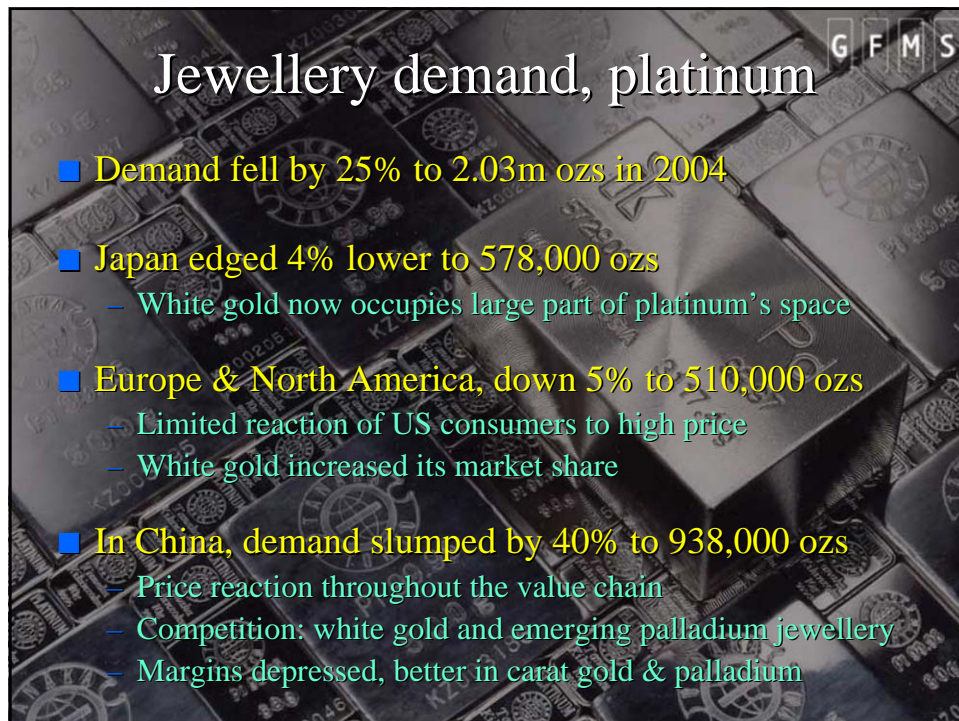 G F M S
Jewellery demand, platinum
Demand fell by 25% to 2.03m ozs in 2004
Japan edged 4% lower to 578,000 ozs
– White gold now occupies large part of platinum’s space
Europe & North America, down 5% to 510,000 ozs
– Limited reaction of US consumers to high price
– White gold increased its market share
In China, demand slumped by 40% to 938,000 ozs
– Price reaction throughout the value chain
– Competition: white gold and emerging palladium jewellery
– Margins depressed, better in carat gold & palladium